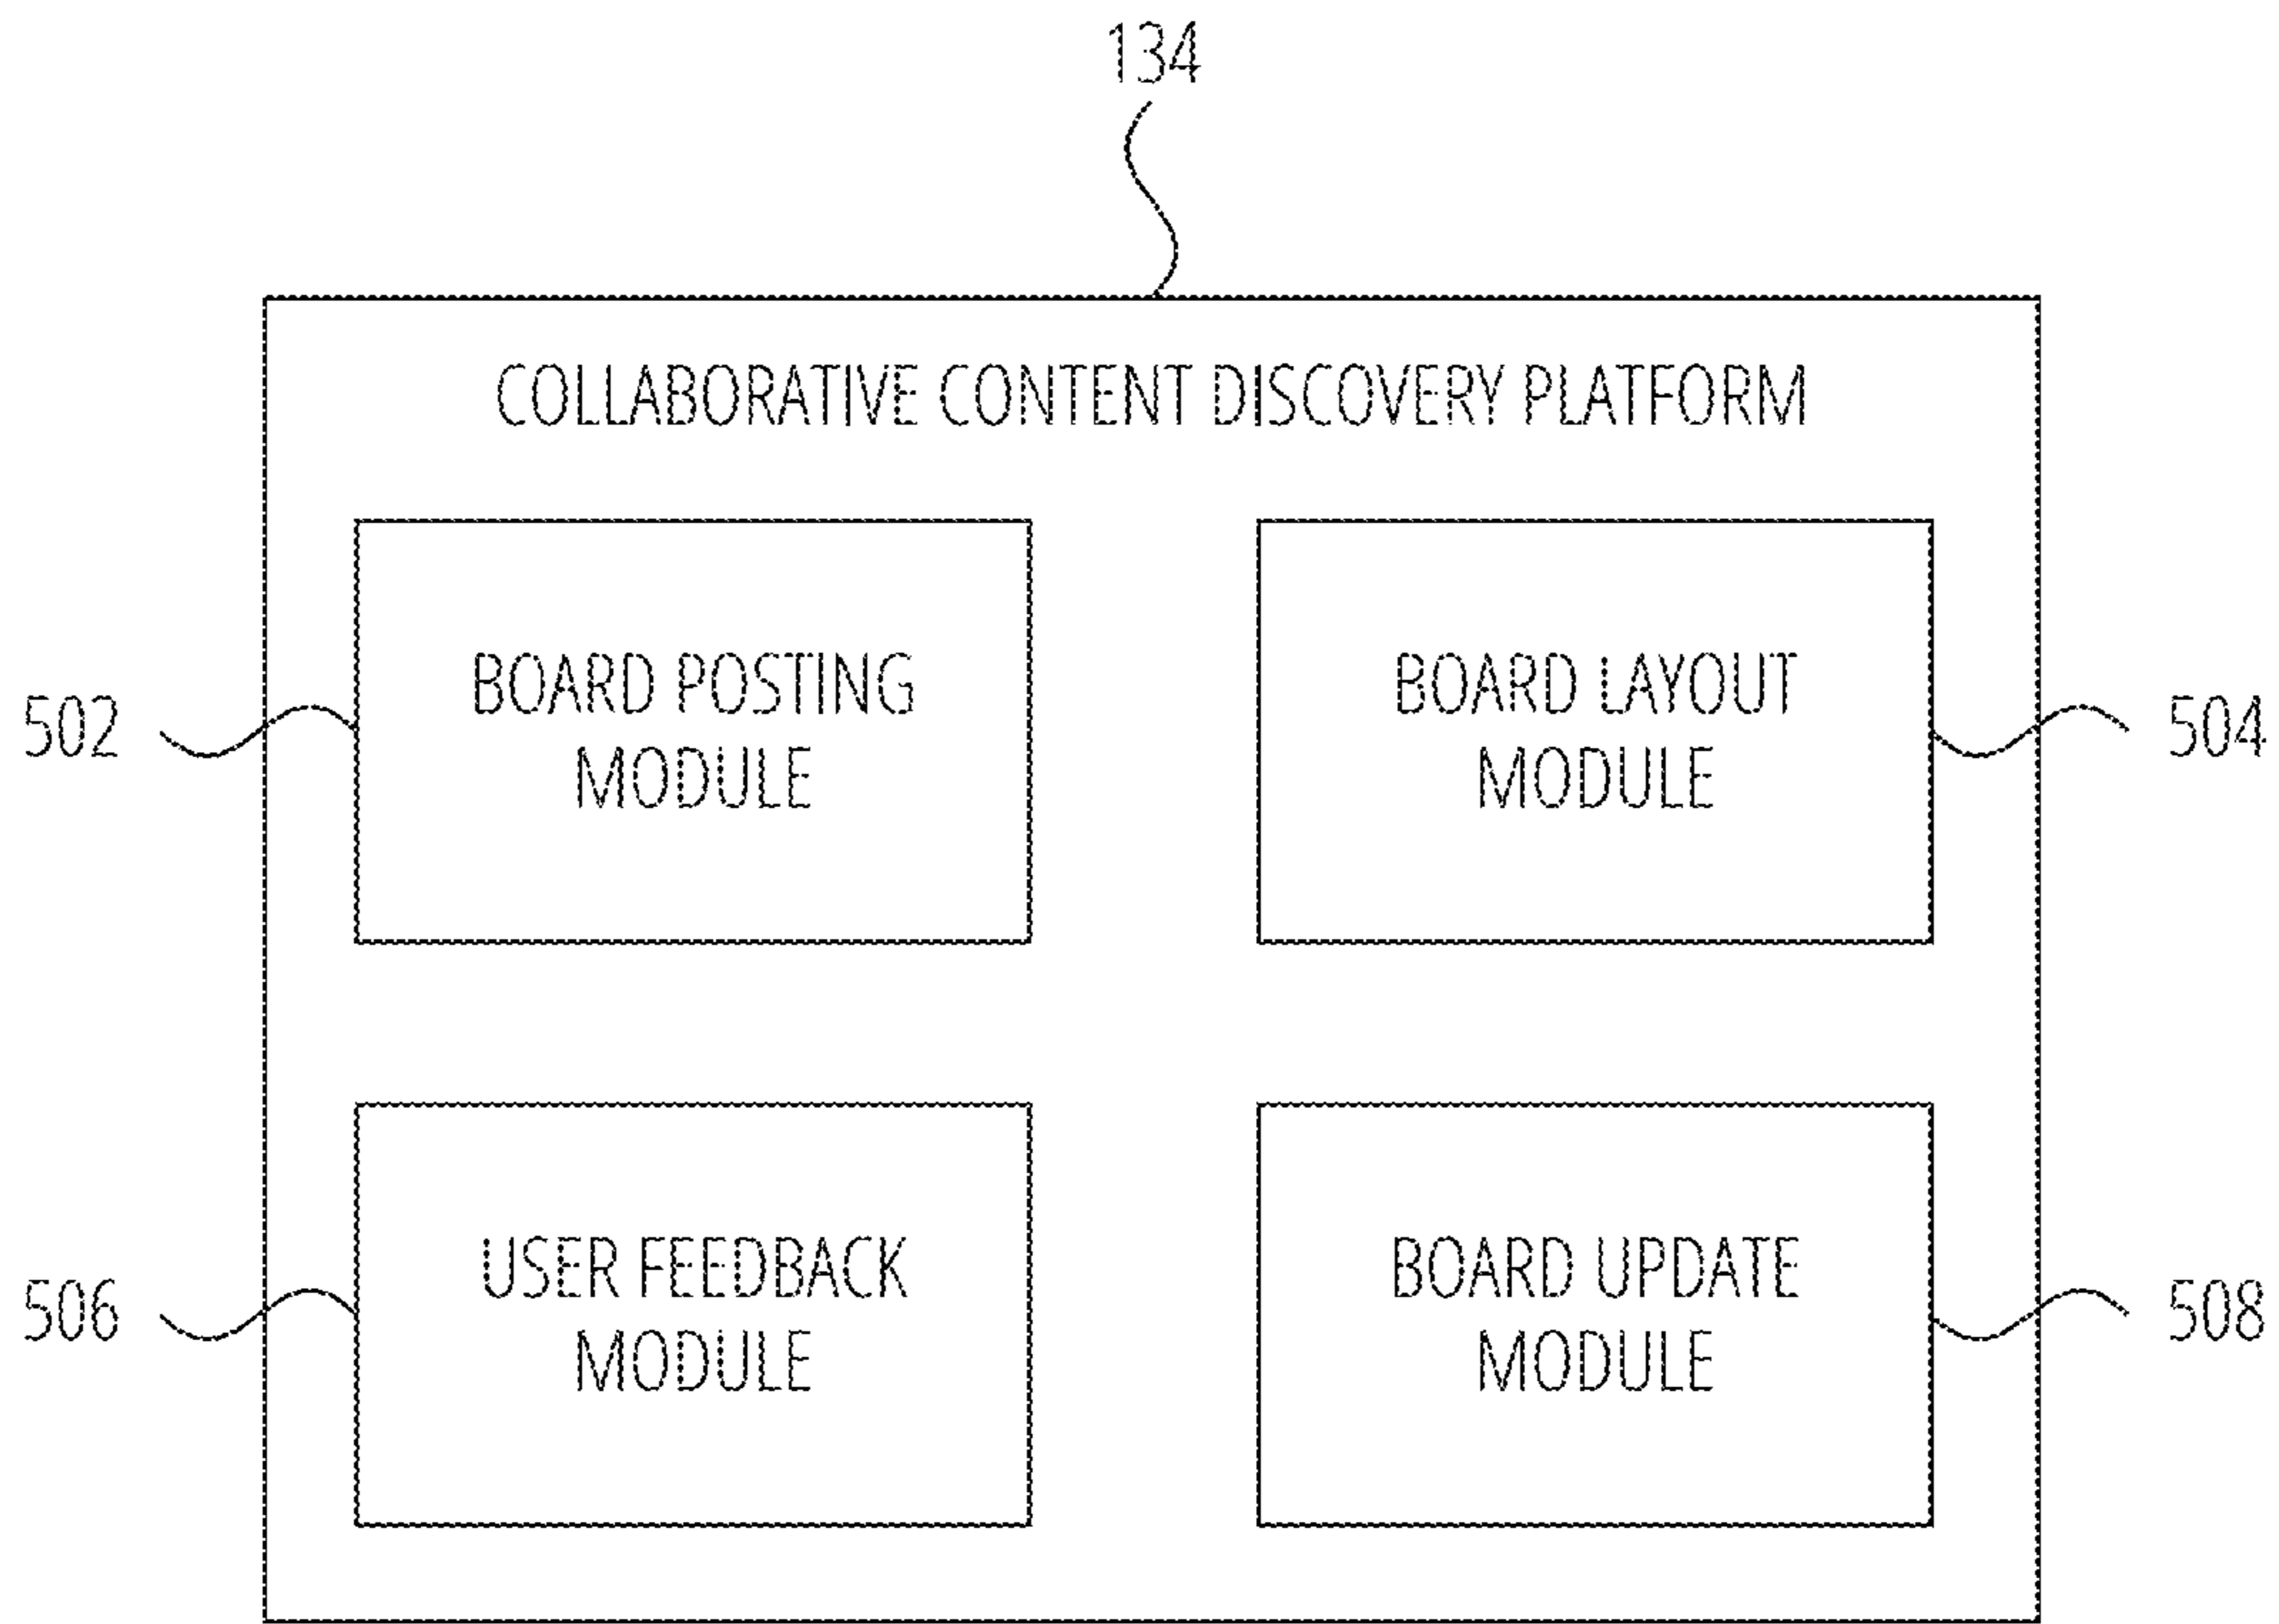 134
COLLABORATIVE CONTENT DISCOVERY PLATFORM
BOARD POSTING
MODULE
502
BOARD LAYOUT
MODULE
504
USER FEEDBACK
MODULE
506
BOARD UPDATE
MODULE
508